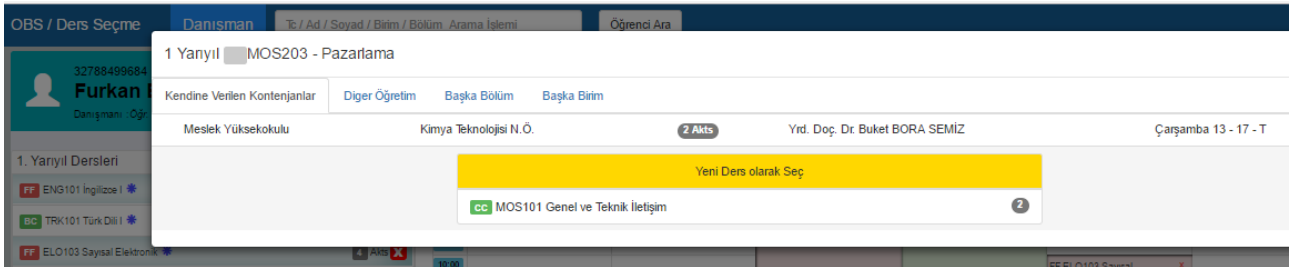 OBS / Ders Seçme Danışman Tc / Ad / Soyad / Birim / Bölüm Arama İşlemi Öğrenci Ara
1 Yarıyıl MOS203 - Pazarlama
32788499684
Furkan
Danışmanı : Öğr
Kendine Verilen Kontenjanlar Diger Öğretim Başka Bölüm Başka Birim
Meslek Yüksekokulu Kimya Teknolojisi N.Ö. 2 Akts Yrd. Doç. Dr. Buket BORA SEMİZ Çarşamba 13 - 17 - T
1. Yarıyıl Dersleri
Yeni Ders olarak Seç
FF ENG101 İngilizce I
CC MOS101 Genel ve Teknik İletişim 2
BC TRK101 Türk Dili I
FF ELO103 Sayısal Elektronik 4 Akts X
10:00
FF ELO103 Sayısal x